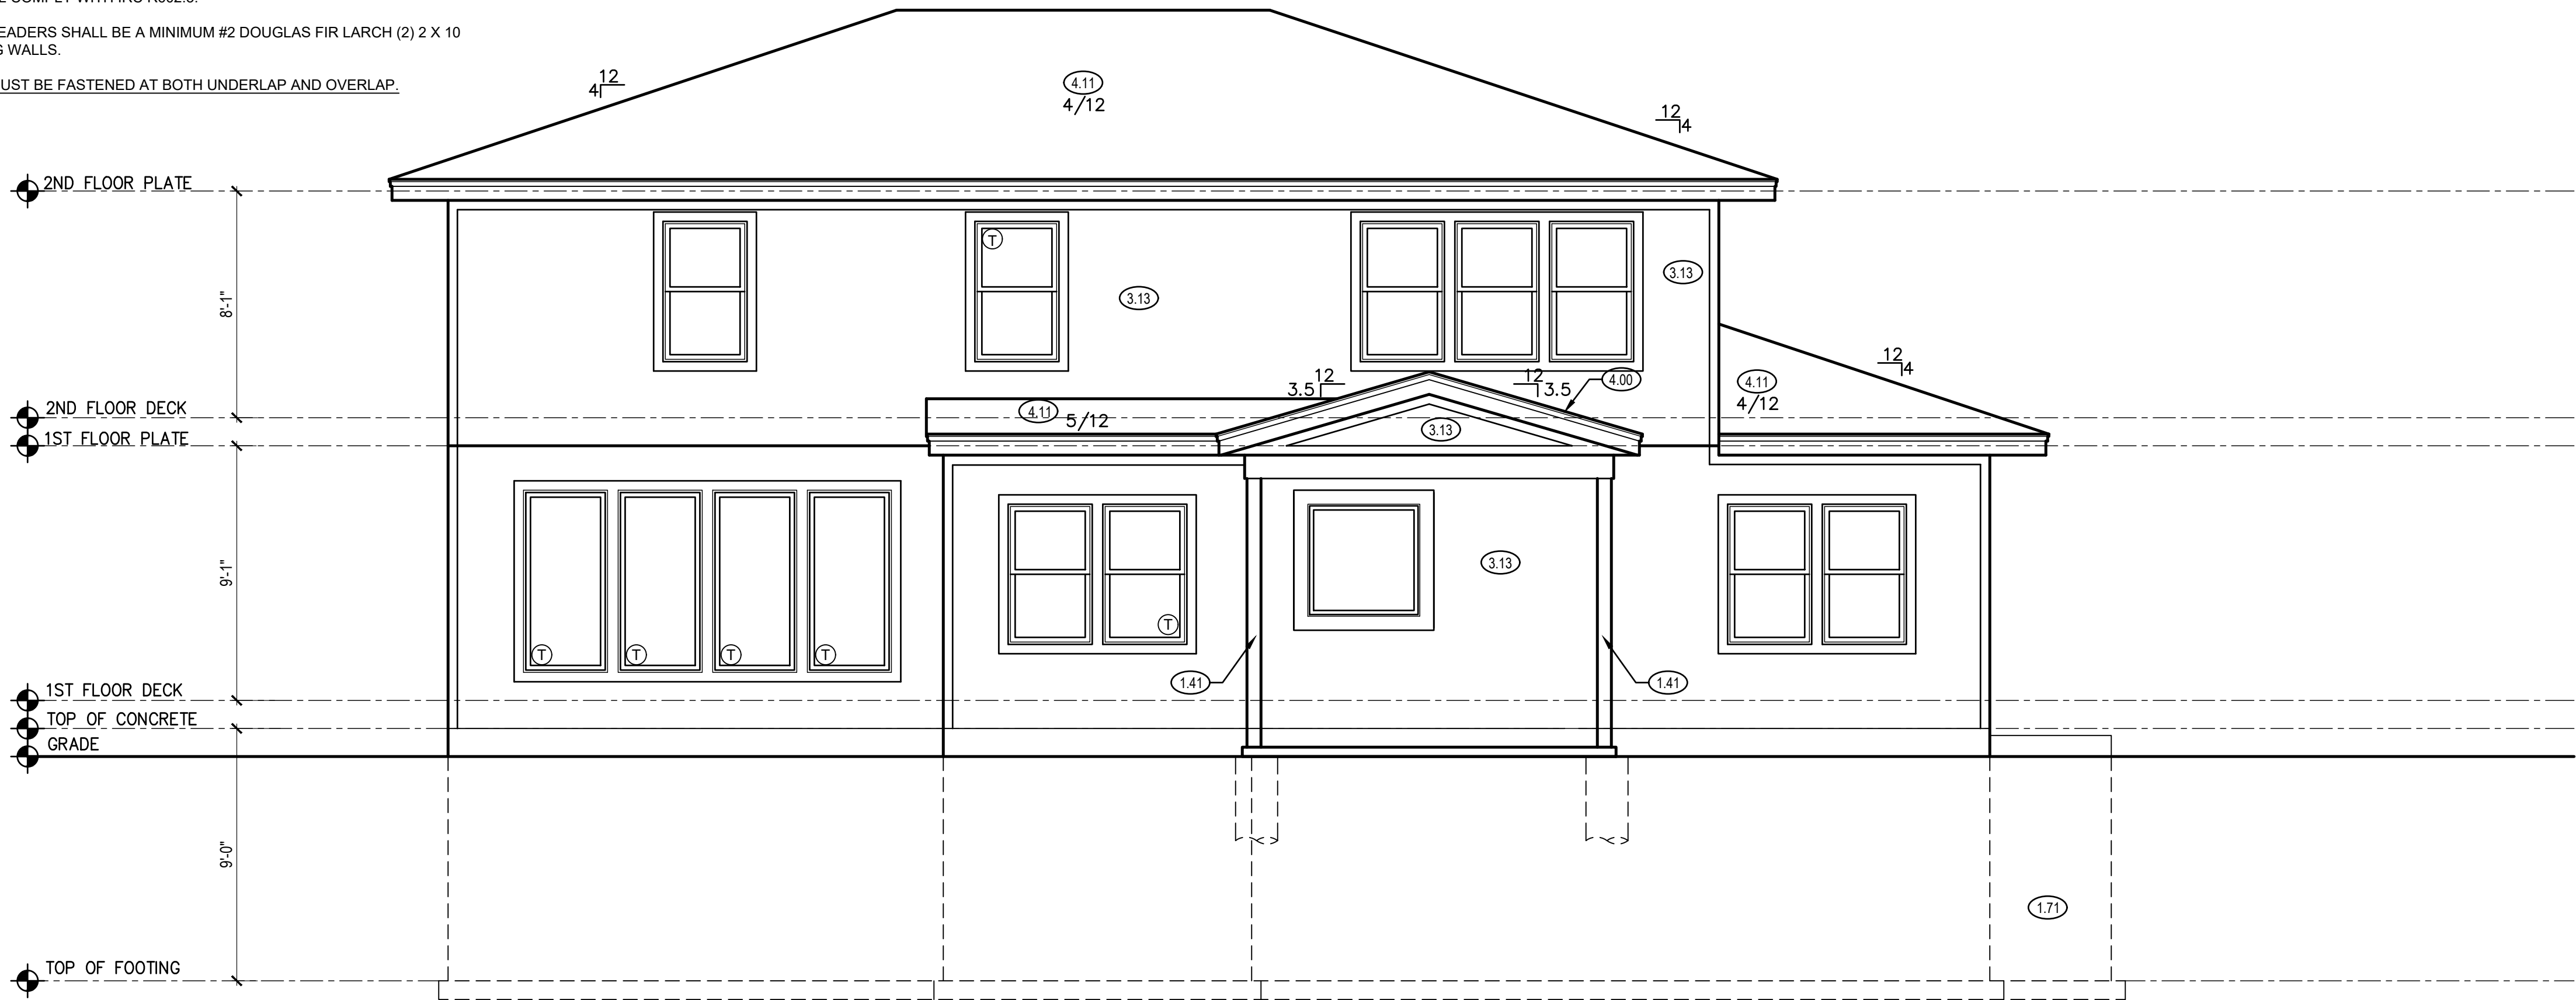 EADERS SHALL BE A MINIMUM #2 DOUGLAS FIR LARCH (2) 2 X 10
G WALLS.
UST BE FASTENED AT BOTH UNDERLAP AND OVERLAP.
12
4
4.11
4/12
12
4
2ND FLOOR PLATE
T
3.13
3.13
8'-1"
12
4
12
3.5
12
3.5
4.00
4.11
4/12
2ND FLOOR DECK
4.11
5/12
3.13
1ST FLOOR PLATE
9'-1"
3.13
T
T
T
T
T
1.41
1.41
1ST FLOOR DECK
TOP OF CONCRETE
GRADE
9'-0"
1.71
TOP OF FOOTING